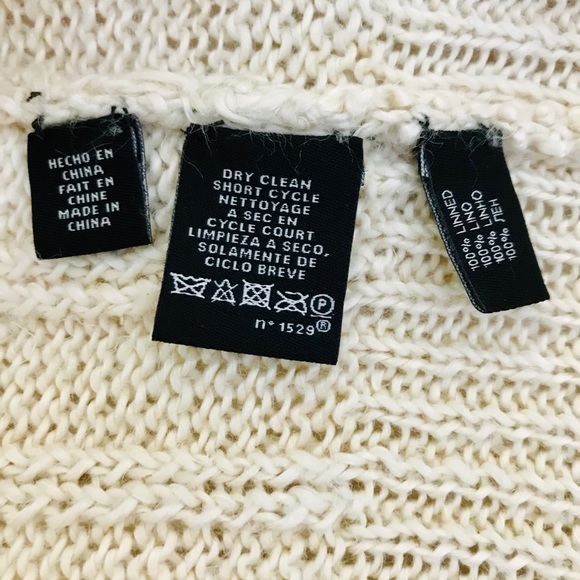 HECHO EN
CHINA
FAIT EN
CHINE
MADE IN
CHINA
DRY CLEAN
SHORT CYCLE
NETTOYAGE
A SEC EN
CYCLE COURT
LIMPIEZA A SECO,
SOLAMENTE DE
CICLO BREVE
P
n° 1529®
100% LINNED
100% LINO
100% LINHO
100% ЛЕН